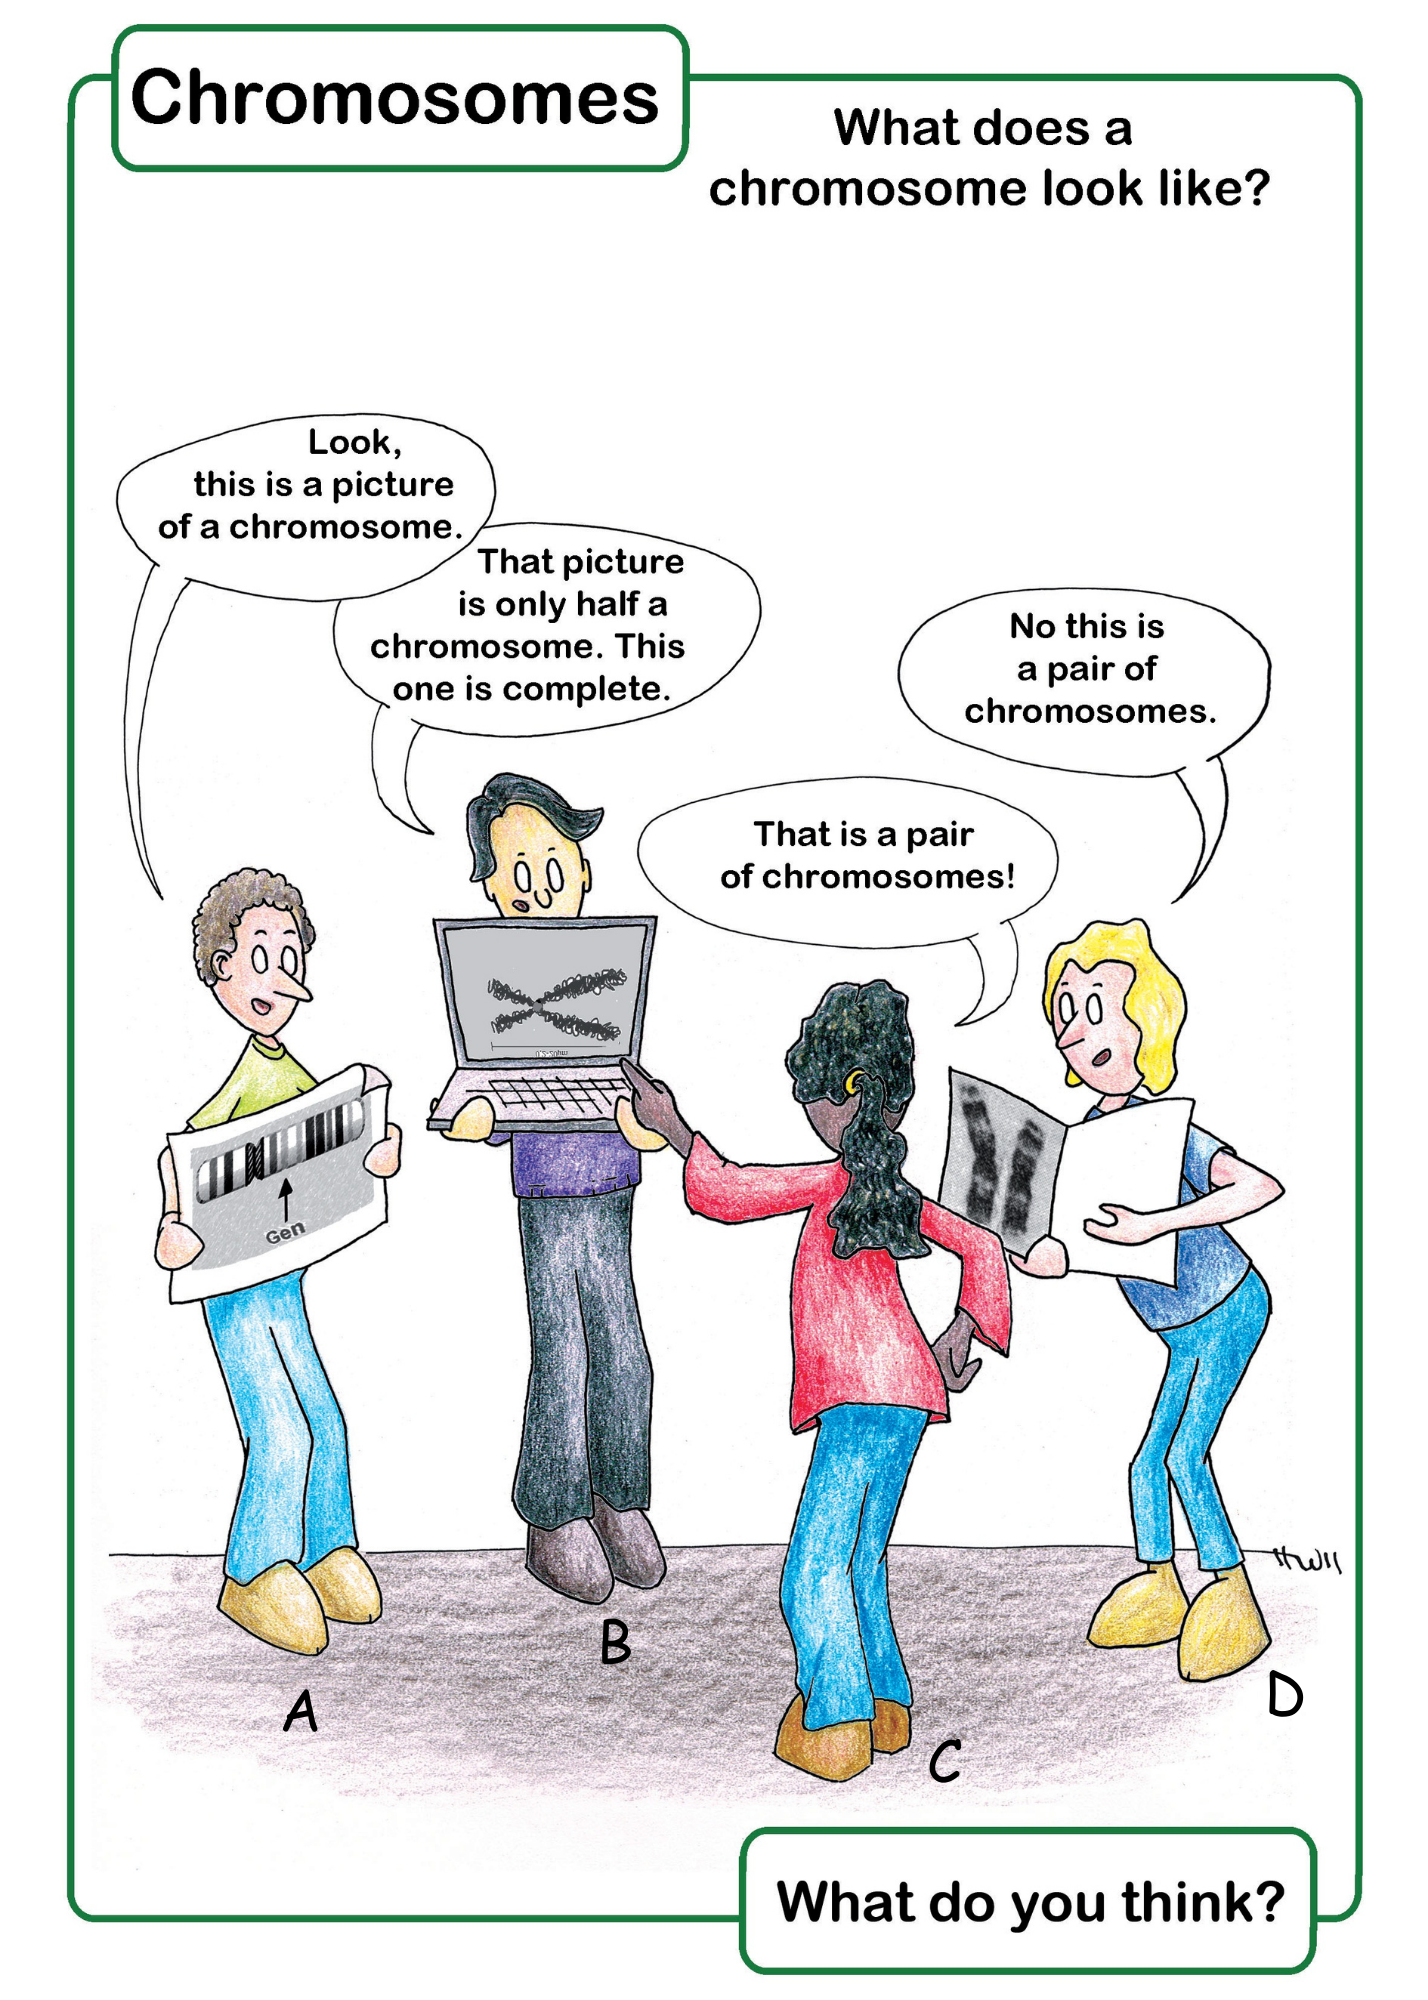 Chromosomes
What does a
chromosome look like?
Look,
this is a picture
of a chromosome.
That picture
is only half a
chromosome. This
one is complete.
No this is
a pair of
chromosomes.
That is a pair
of chromosomes!
Gen
A
B
C
D
What do you think?